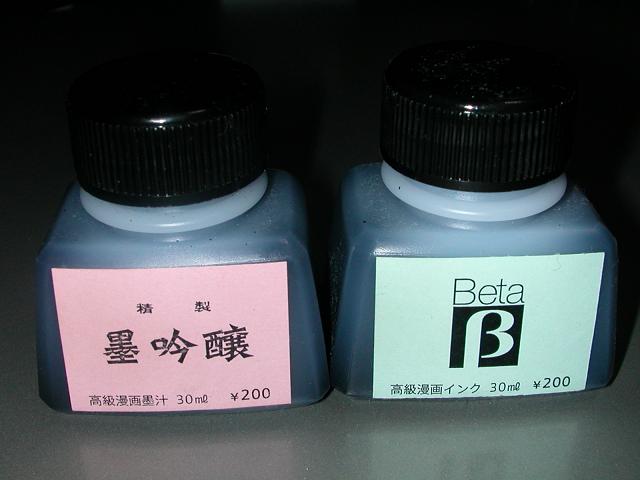 精 製
墨吟醸
高級漫画墨汁 30㎖ ¥200
Beta
β
高級漫画インク 30㎖ ¥200